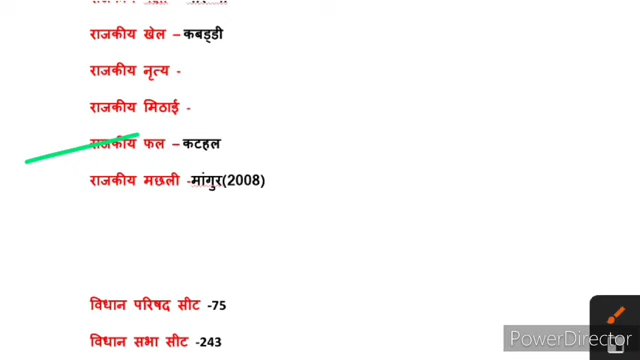 राजकीय खेल – कबड्डी
राजकीय नृत्य -
राजकीय मिठाई -
राजकीय फल – कटहल
राजकीय मछली -मांगुर(2008)
विधान परिषद सीट -75
विधान सभा सीट -243
PowerDirector